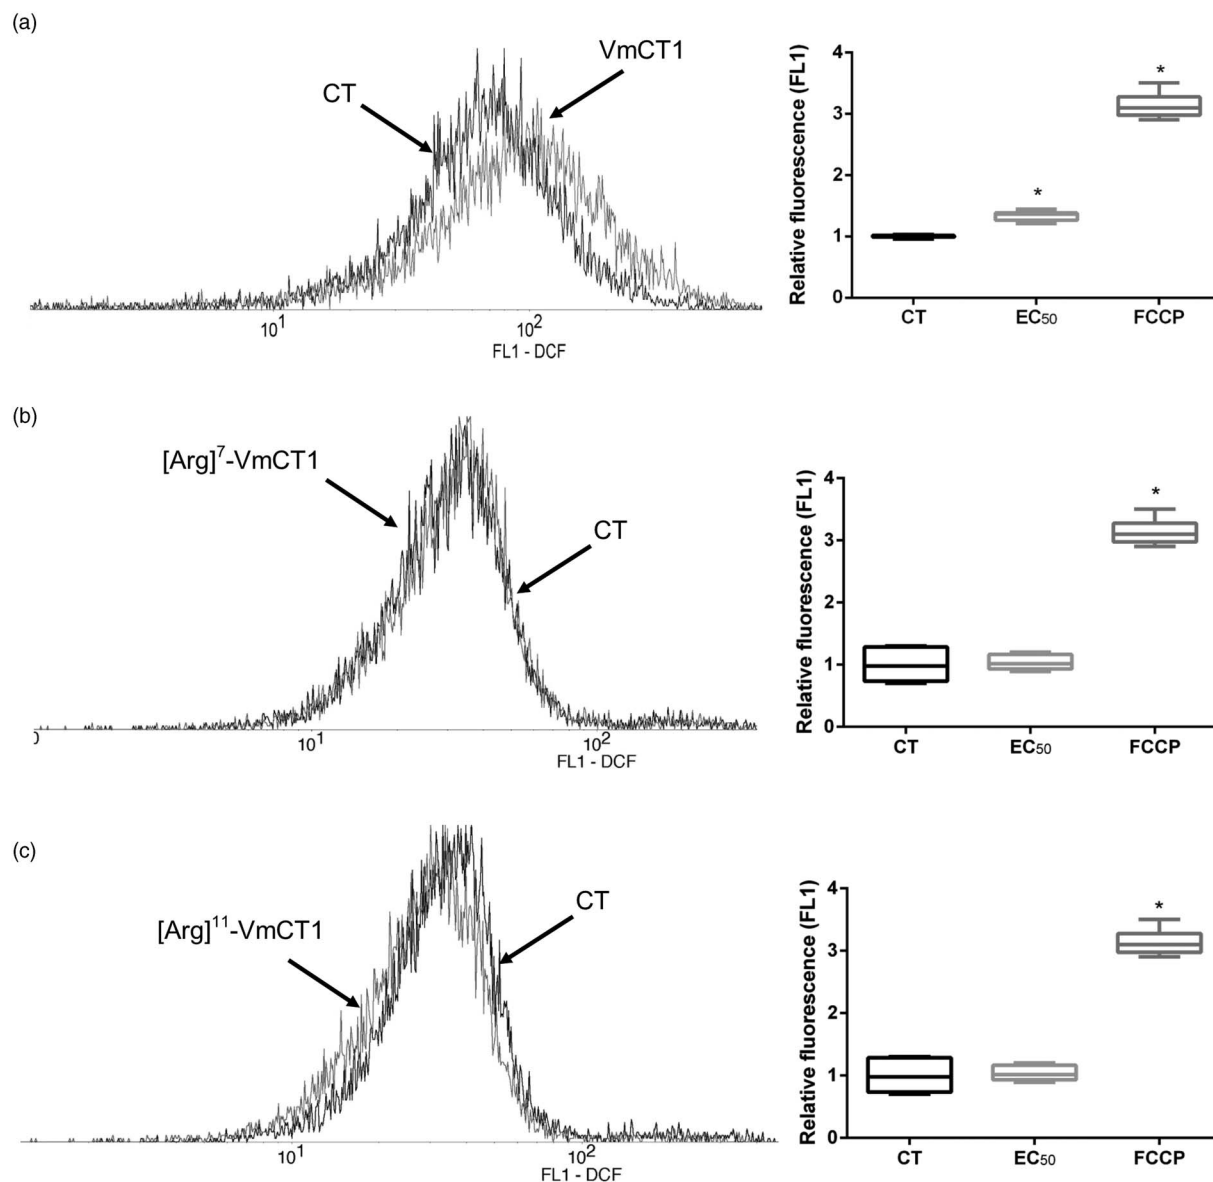 (a)
CT
VmCT1
10¹ 10²
FL1 - DCF
Relative fluorescence (FL1)
4
3
2
1
0
*
*
CT EC₅₀ FCCP
(b)
[Arg]⁷-VmCT1
CT
10¹ 10²
FL1 - DCF
Relative fluorescence (FL1)
4
3
2
1
0
*
CT EC₅₀ FCCP
(c)
[Arg]¹¹-VmCT1
CT
10¹ 10²
FL1 - DCF
Relative fluorescence (FL1)
4
3
2
1
0
*
CT EC₅₀ FCCP